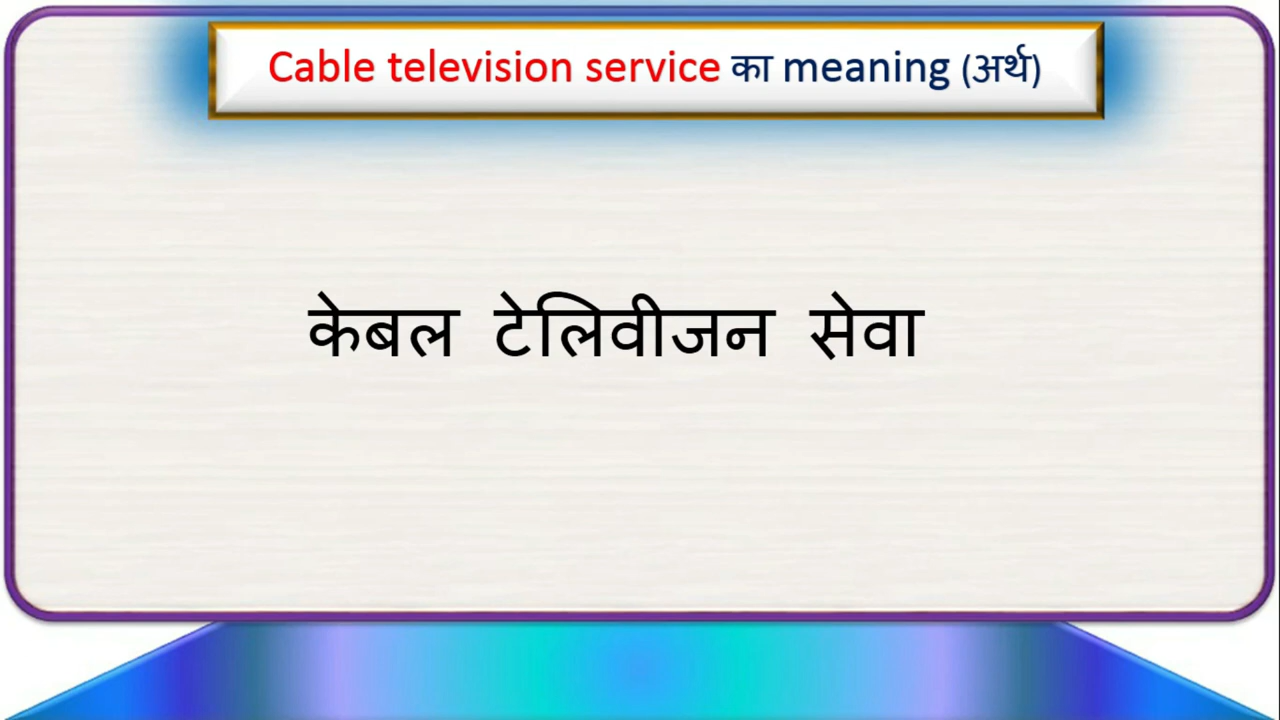 Cable television service का meaning (अर्थ)
केबल टेलिवीजन सेवा